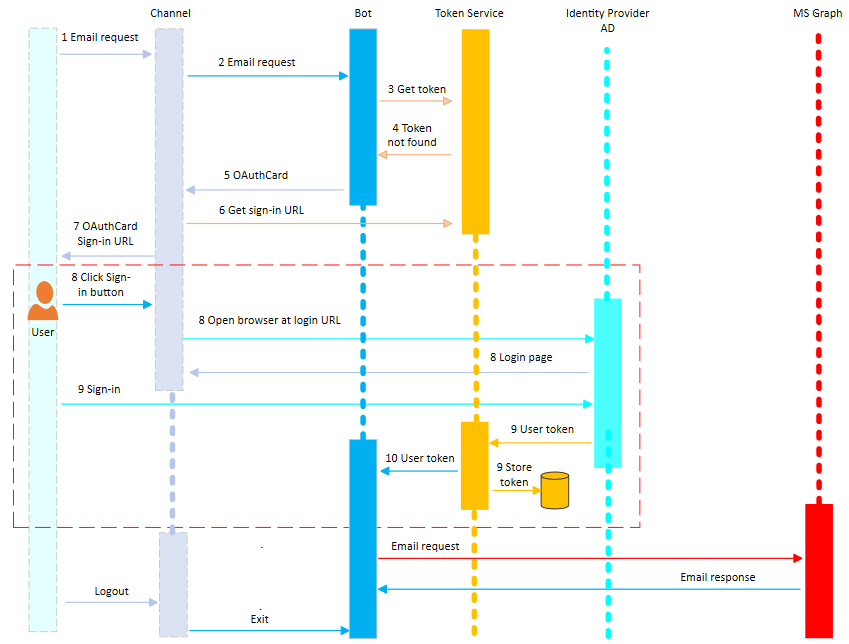 Channel
Bot
Token Service
Identity Provider
AD
MS Graph
1 Email request
2 Email request
3 Get token
4 Token
not found
5 OAuthCard
6 Get sign-in URL
7 OAuthCard
Sign-in URL
8 Click Sign-
in button
User
8 Open browser at login URL
8 Login page
9 Sign-in
9 User token
10 User token
9 Store
token
Email request
Email response
Logout
Exit